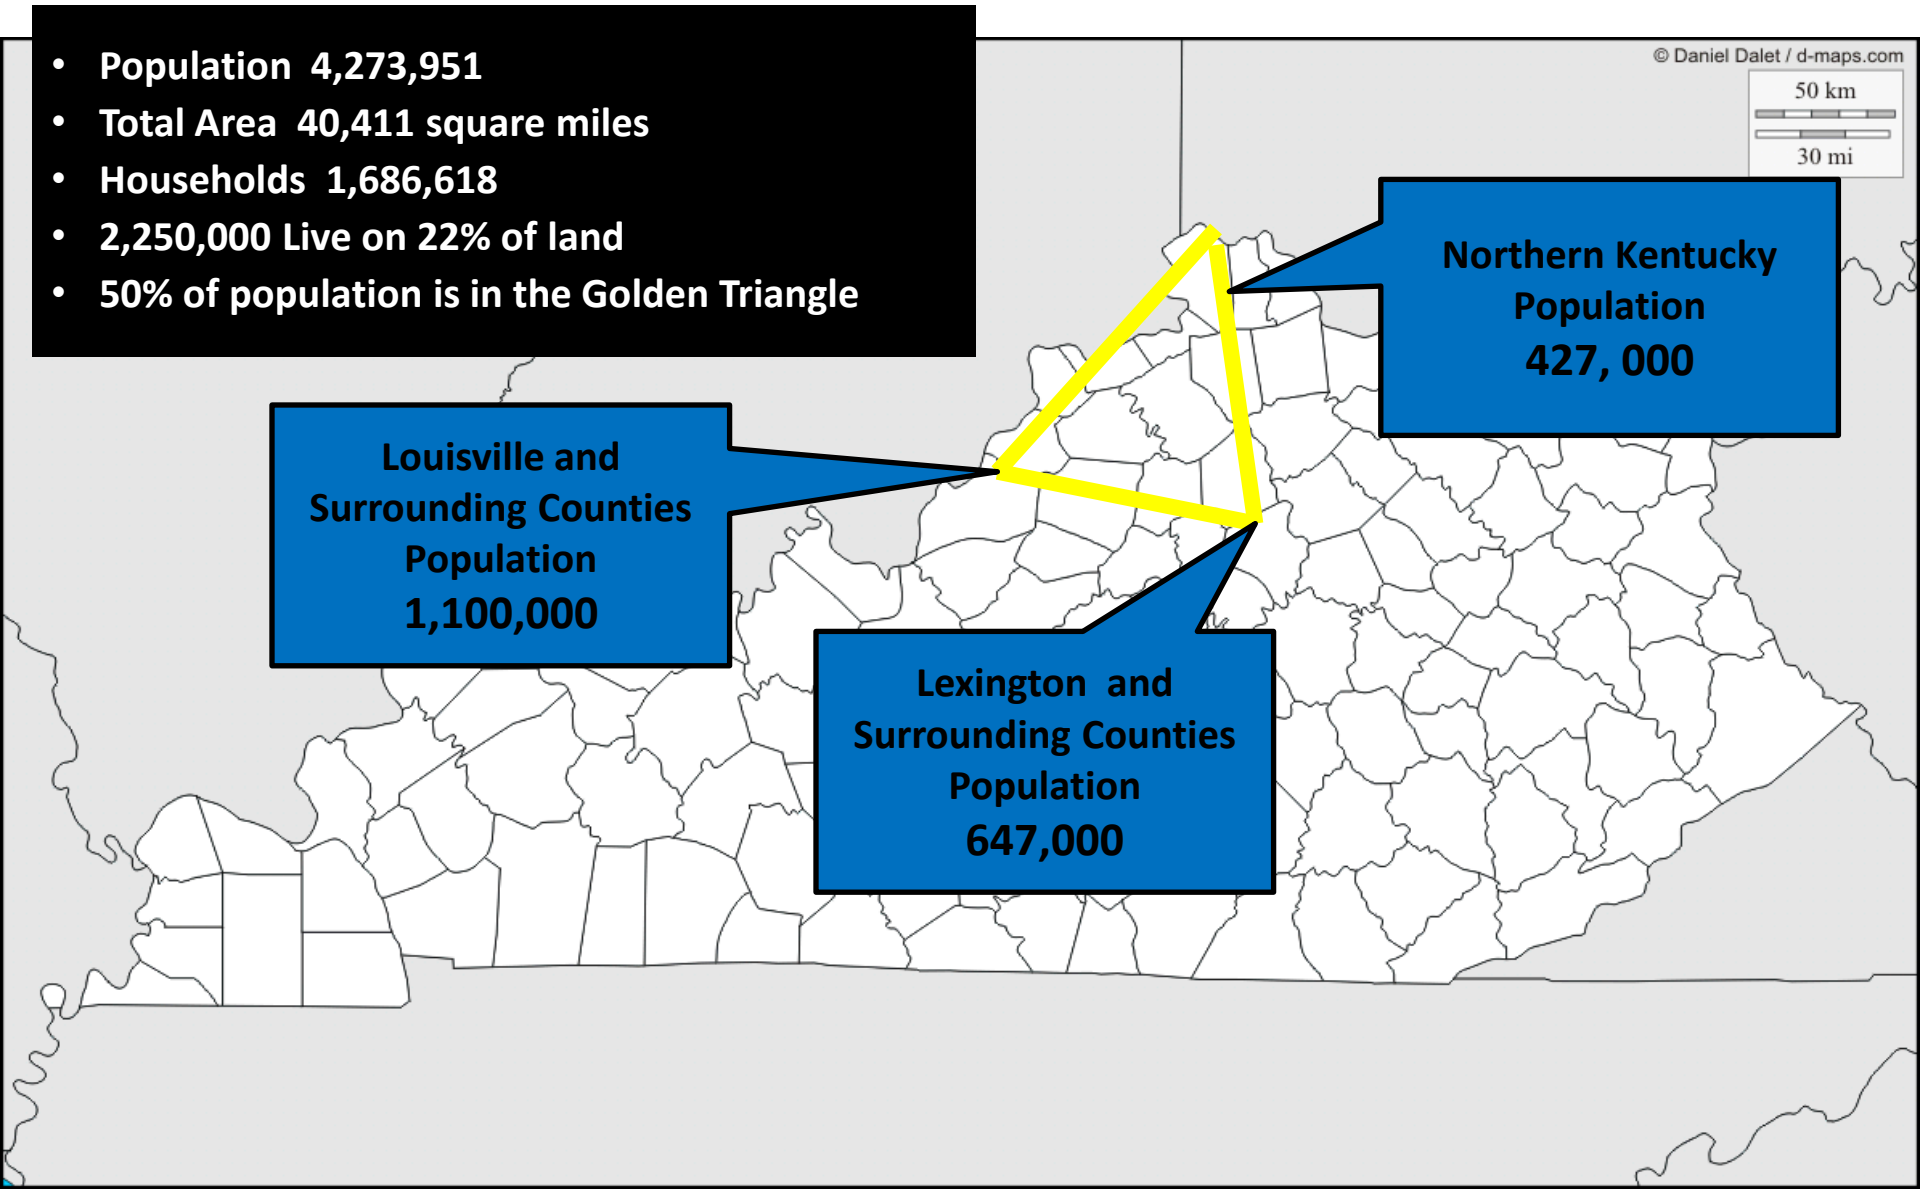 • Population 4,273,951
• Total Area 40,411 square miles
• Households 1,686,618
• 2,250,000 Live on 22% of land
• 50% of population is in the Golden Triangle
© Daniel Dalet / d-maps.com
50 km
30 mi
Northern Kentucky
Population
427, 000
Louisville and
Surrounding Counties
Population
1,100,000
Lexington and
Surrounding Counties
Population
647,000